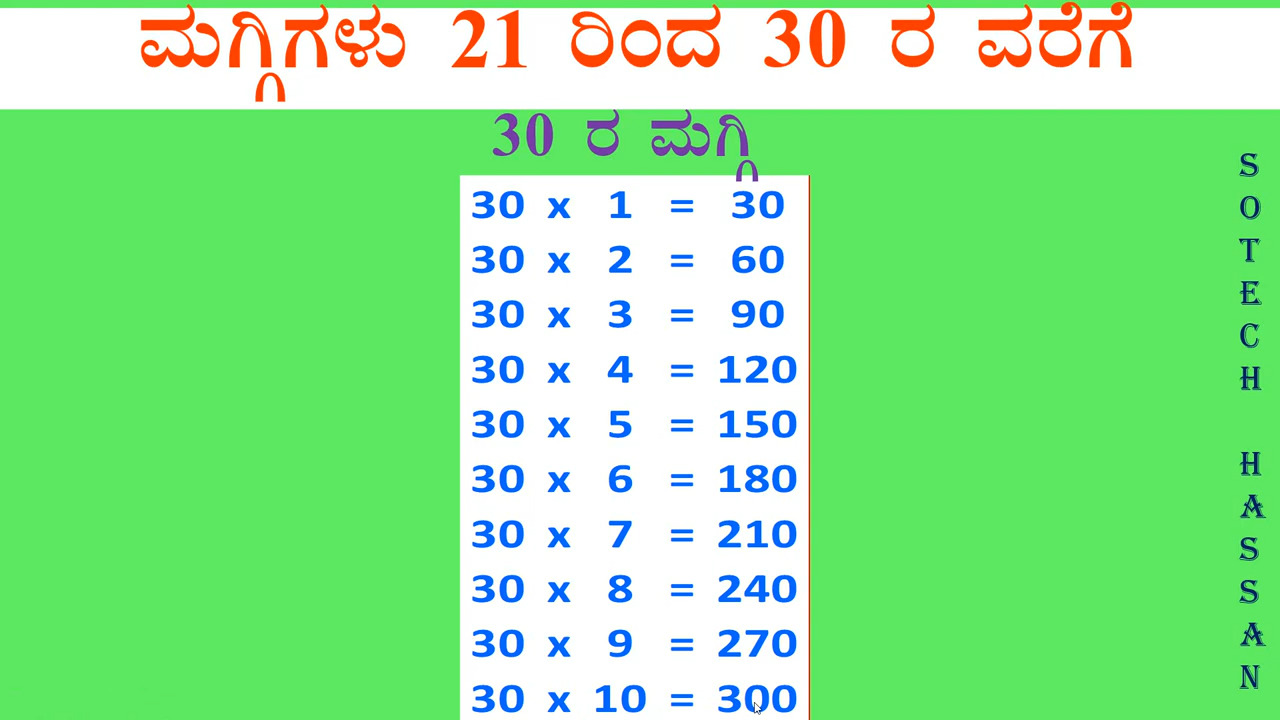 ಮಗ್ಗಿಗಳು 21 ರಿಂದ 30 ರ ವರೆಗೆ
30 ರ ಮಗ್ಗಿ
30 x 1 = 30
30 x 2 = 60
30 x 3 = 90
30 x 4 = 120
30 x 5 = 150
30 x 6 = 180
30 x 7 = 210
30 x 8 = 240
30 x 9 = 270
30 x 10 = 300
SOTECH HASSAN